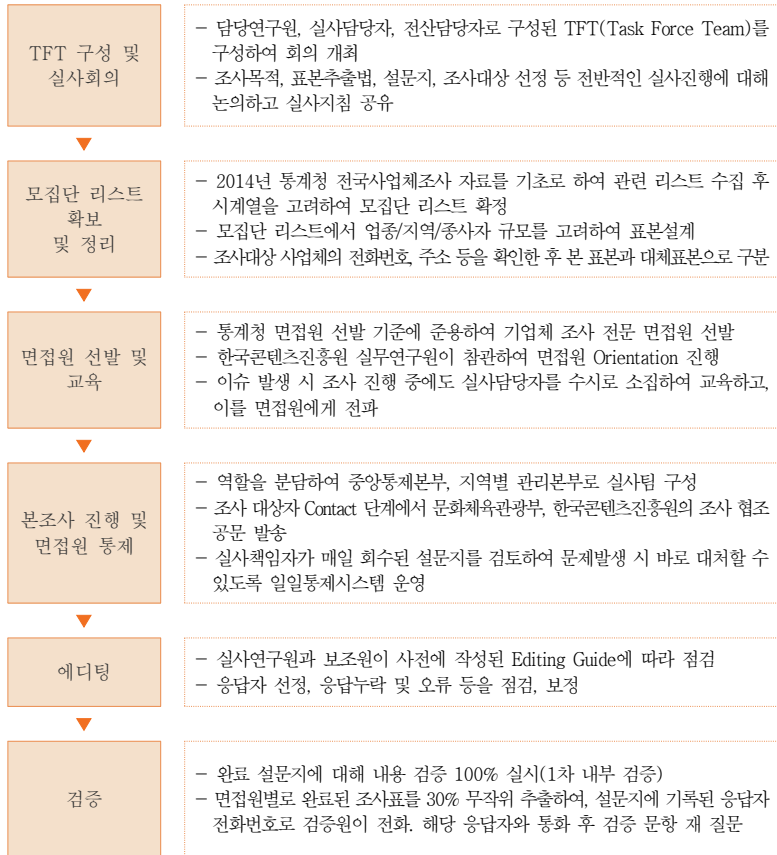 TFT 구성 및
실사회의
- 담당연구원, 실사담당자, 전산담당자로 구성된 TFT(Task Force Team)를
구성하여 회의 개최
- 조사목적, 표본추출법, 설문지, 조사대상 선정 등 전반적인 실사진행에 대해
논의하고 실사지침 공유
모집단 리스트
확보
및 정리
- 2014년 통계청 전국사업체조사 자료를 기초로 하여 관련 리스트 수집 후
시계열을 고려하여 모집단 리스트 확정
- 모집단 리스트에서 업종/지역/종사자 규모를 고려하여 표본설계
- 조사대상 사업체의 전화번호, 주소 등을 확인한 후 본 표본과 대체표본으로 구분
면접원 선발 및
교육
- 통계청 면접원 선발 기준에 준용하여 기업체 조사 전문 면접원 선발
- 한국콘텐츠진흥원 실무연구원이 참관하여 면접원 Orientation 진행
- 이슈 발생 시 조사 진행 중에도 실사담당자를 수시로 소집하여 교육하고,
이를 면접원에게 전파
본조사 진행 및
면접원 통제
- 역할을 분담하여 중앙통제본부, 지역별 관리본부로 실사팀 구성
- 조사 대상자 Contact 단계에서 문화체육관광부, 한국콘텐츠진흥원의 조사 협조
공문 발송
- 실사책임자가 매일 회수된 설문지를 검토하여 문제발생 시 바로 대처할 수
있도록 일일통제시스템 운영
에디팅
- 실사연구원과 보조원이 사전에 작성된 Editing Guide에 따라 점검
- 응답자 선정, 응답누락 및 오류 등을 점검, 보정
검증
- 완료 설문지에 대해 내용 검증 100% 실시(1차 내부 검증)
- 면접원별로 완료된 조사표를 30% 무작위 추출하여, 설문지에 기록된 응답자
전화번호로 검증원이 전화. 해당 응답자와 통화 후 검증 문항 재 질문